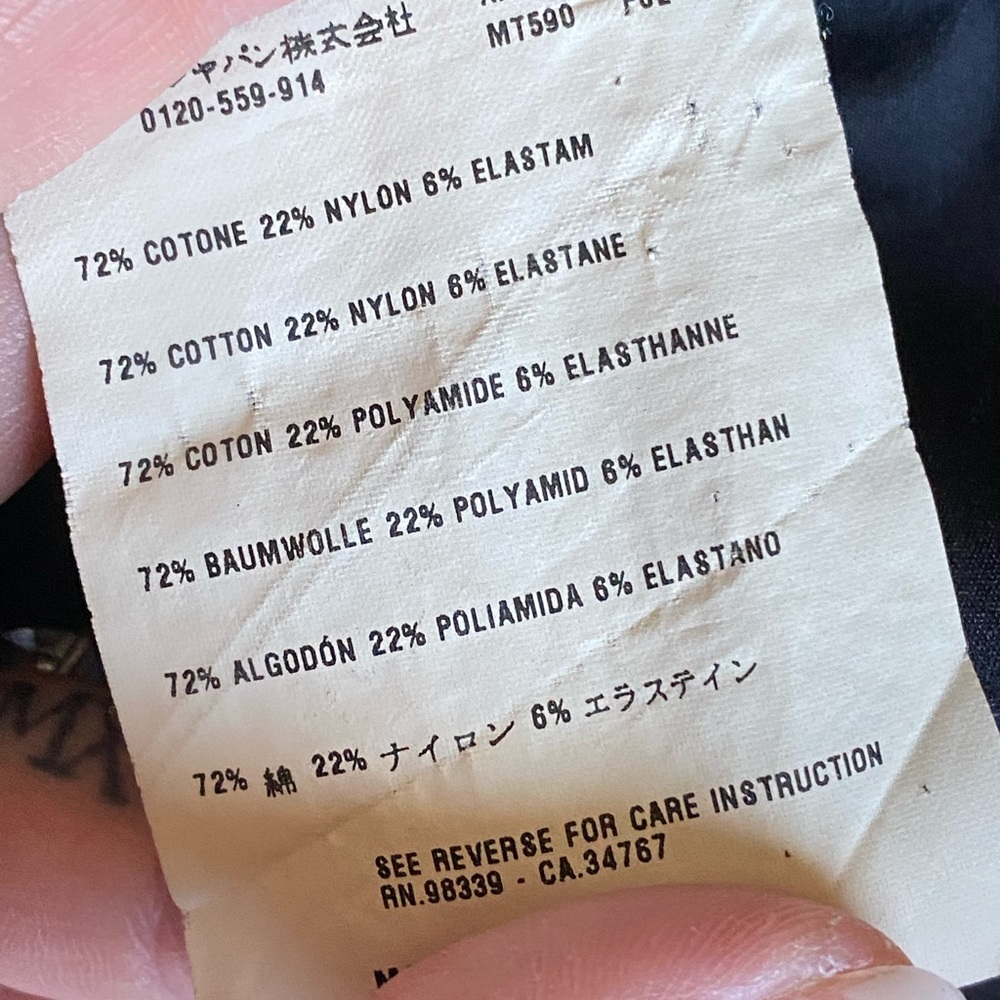 ャパン株式会社
MT590
0120-559-914
72% COTONE 22% NYLON 6% ELASTAM
72% COTTON 22% NYLON 6% ELASTANE
72% COTON 22% POLYAMIDE 6% ELASTHANNE
72% BAUMWOLLE 22% POLYAMID 6% ELASTHAN
72% ALGODÓN 22% POLIAMIDA 6% ELASTANO
72% 綿 22% ナイロン 6% エラステイン
SEE REVERSE FOR CARE INSTRUCTION
RN.98339 - CA.34767